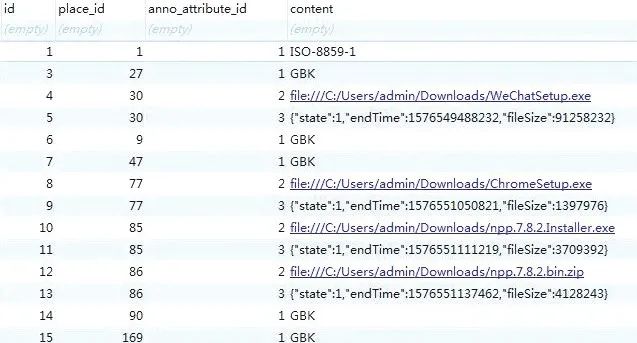 id place_id anno_attribute_id content
(empty) (empty) (empty) (empty)
1 1 1 ISO-8859-1
3 27 1 GBK
4 30 2 file:///C:/Users/admin/Downloads/WeChatSetup.exe
5 30 3 {"state":1,"endTime":1576549488232,"fileSize":91258232}
6 9 1 GBK
7 47 1 GBK
8 77 2 file:///C:/Users/admin/Downloads/ChromeSetup.exe
9 77 3 {"state":1,"endTime":1576551050821,"fileSize":1397976}
10 85 2 file:///C:/Users/admin/Downloads/npp.7.8.2.Installer.exe
11 85 3 {"state":1,"endTime":1576551111219,"fileSize":3709392}
12 86 2 file:///C:/Users/admin/Downloads/npp.7.8.2.bin.zip
13 86 3 {"state":1,"endTime":1576551137462,"fileSize":4128243}
14 90 1 GBK
15 169 1 GBK